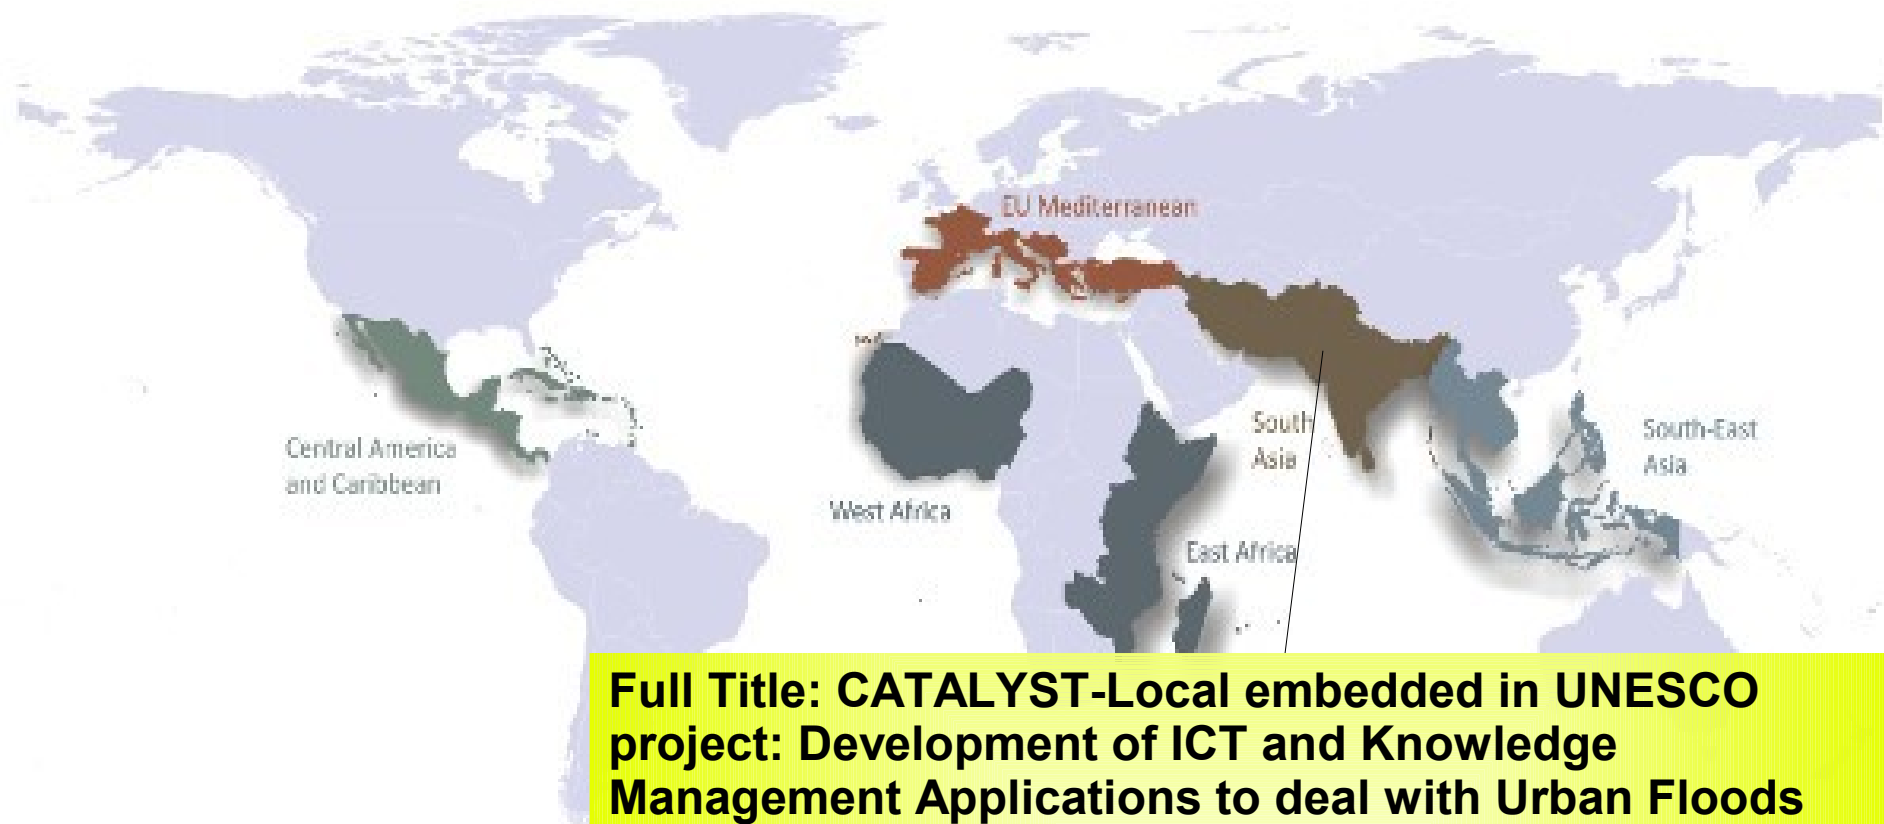 EU Mediterranean
Central America
and Caribbean
South
Asia
South-East
Asia
West Africa
East Africa
Full Title: CATALYST-Local embedded in UNESCO
project: Development of ICT and Knowledge
Management Applications to deal with Urban Floods